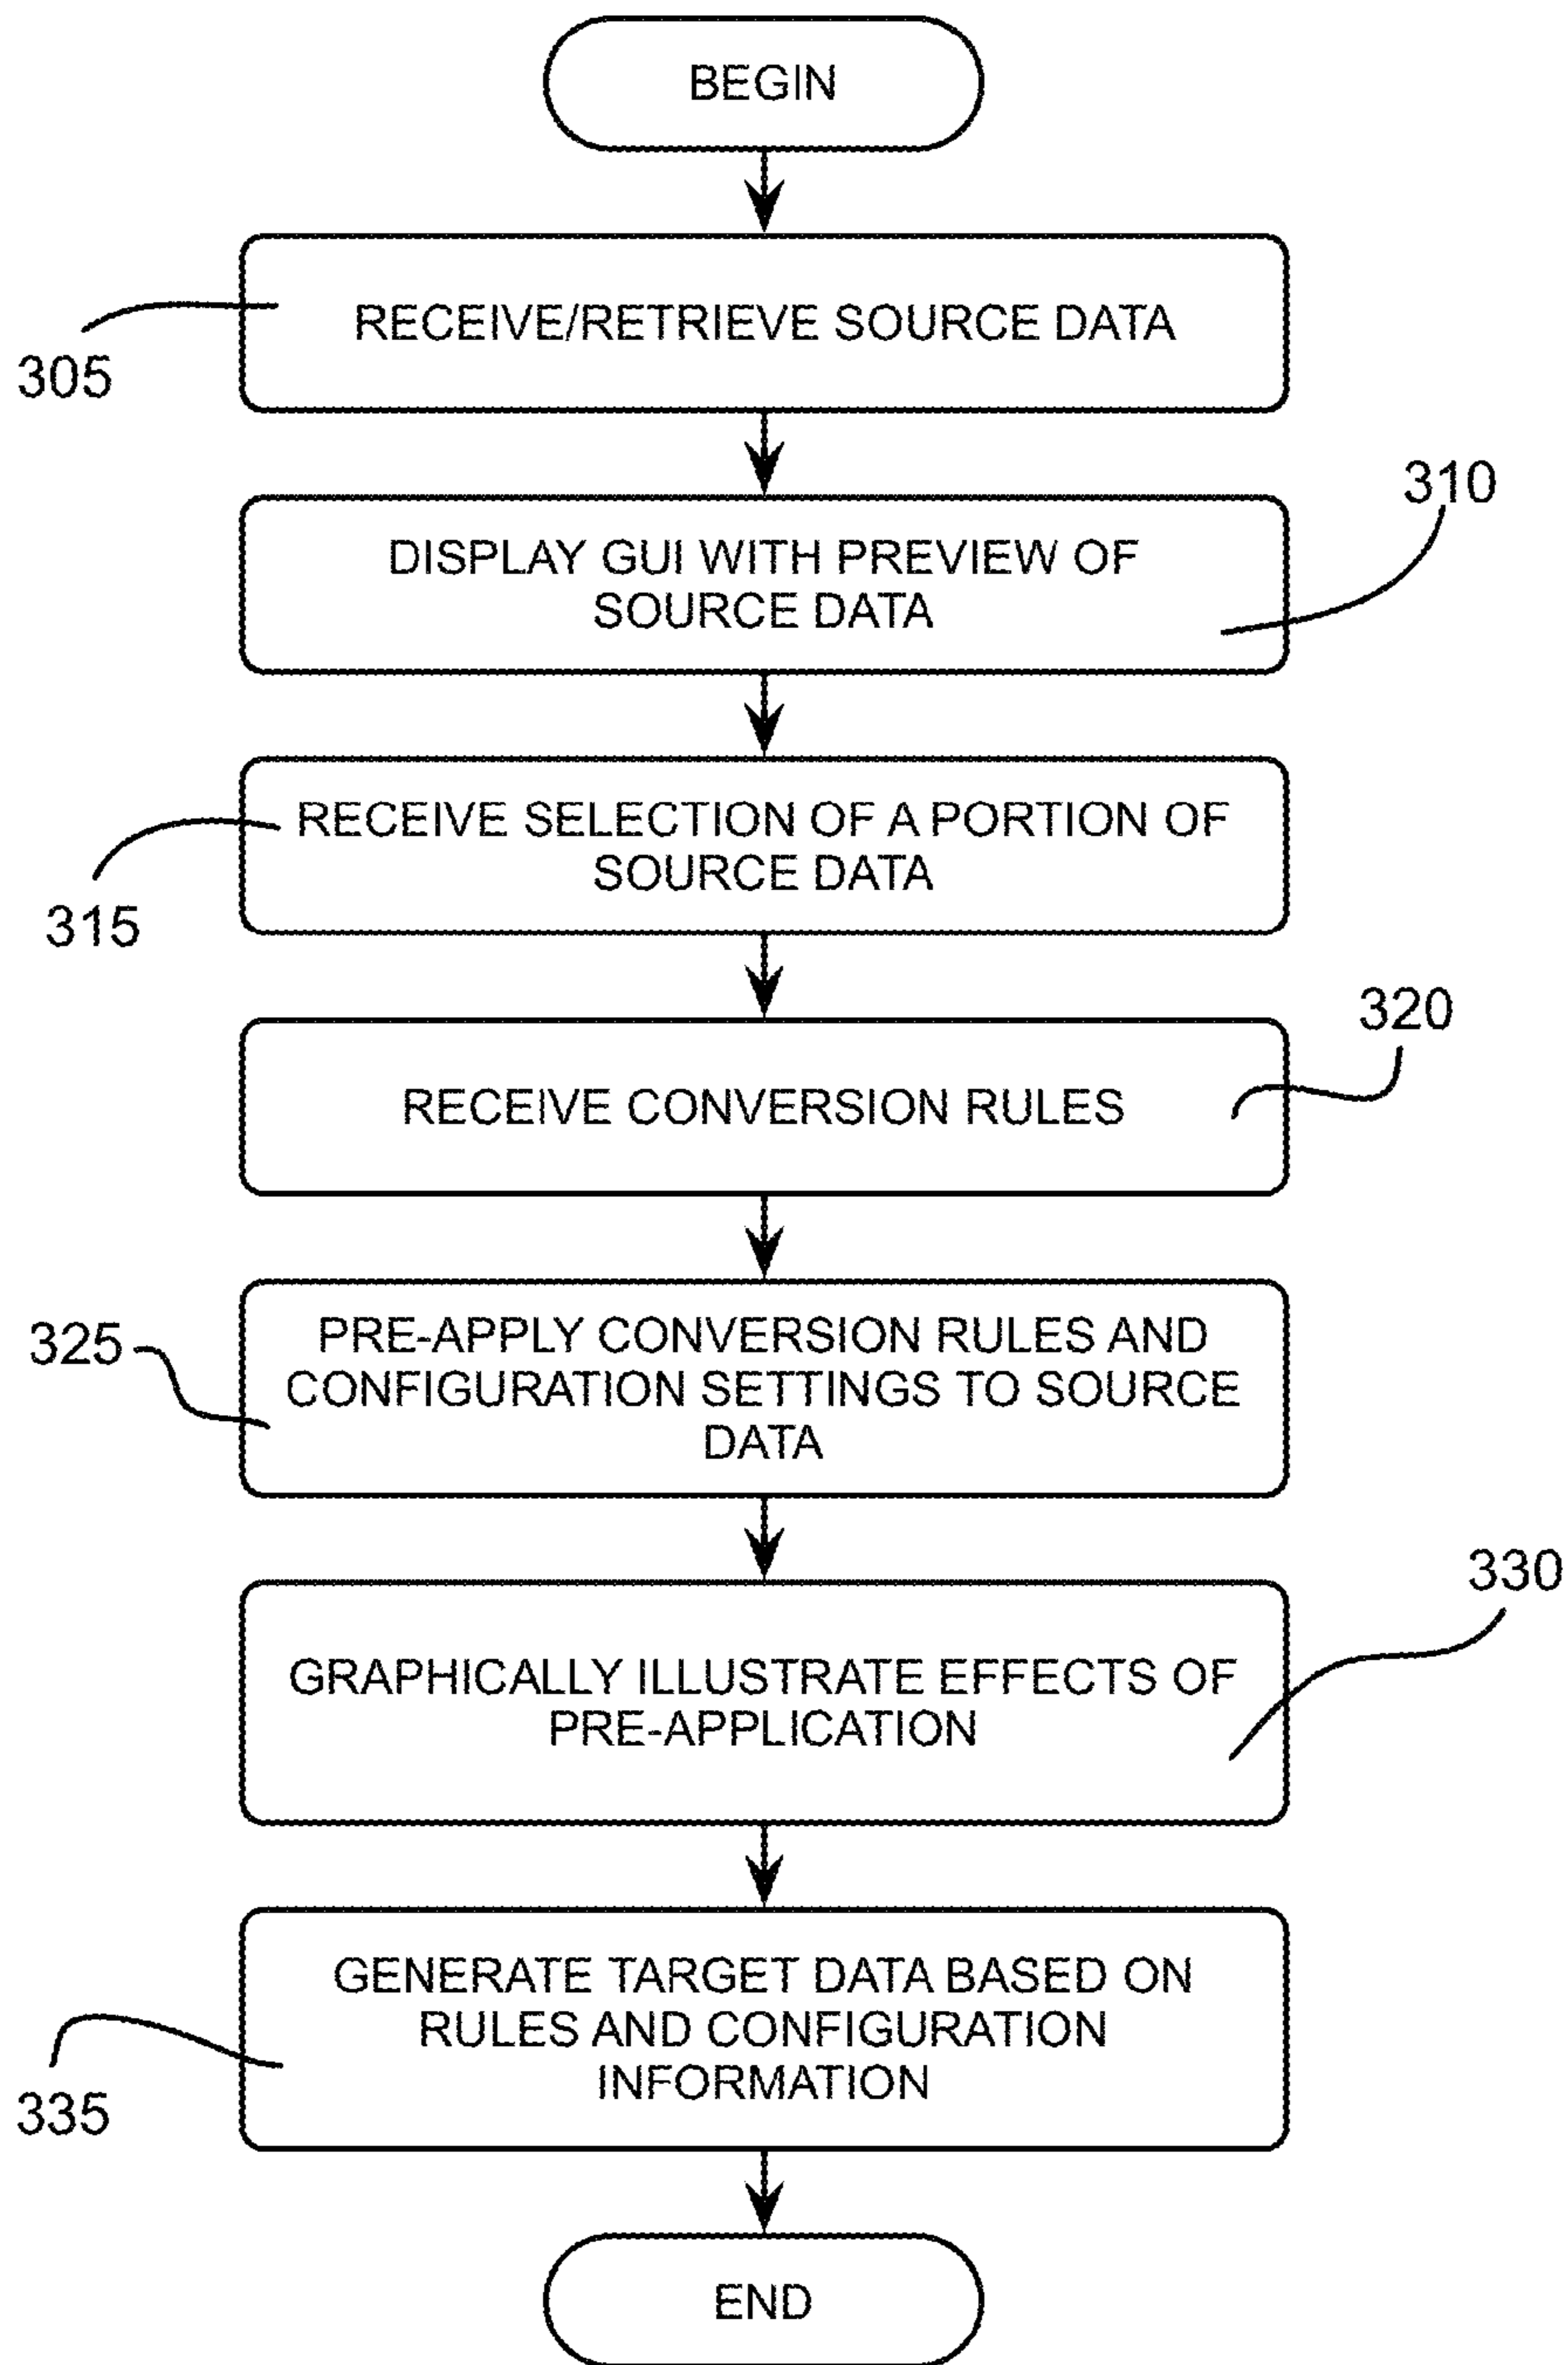 BEGIN
RECEIVE/RETRIEVE SOURCE DATA
305
310
DISPLAY GUI WITH PREVIEW OF
SOURCE DATA
RECEIVE SELECTION OF A PORTION OF
SOURCE DATA
315
320
RECEIVE CONVERSION RULES
325
PRE-APPLY CONVERSION RULES AND
CONFIGURATION SETTINGS TO SOURCE
DATA
330
GRAPHICALLY ILLUSTRATE EFFECTS OF
PRE-APPLICATION
GENERATE TARGET DATA BASED ON
RULES AND CONFIGURATION
INFORMATION
335
END